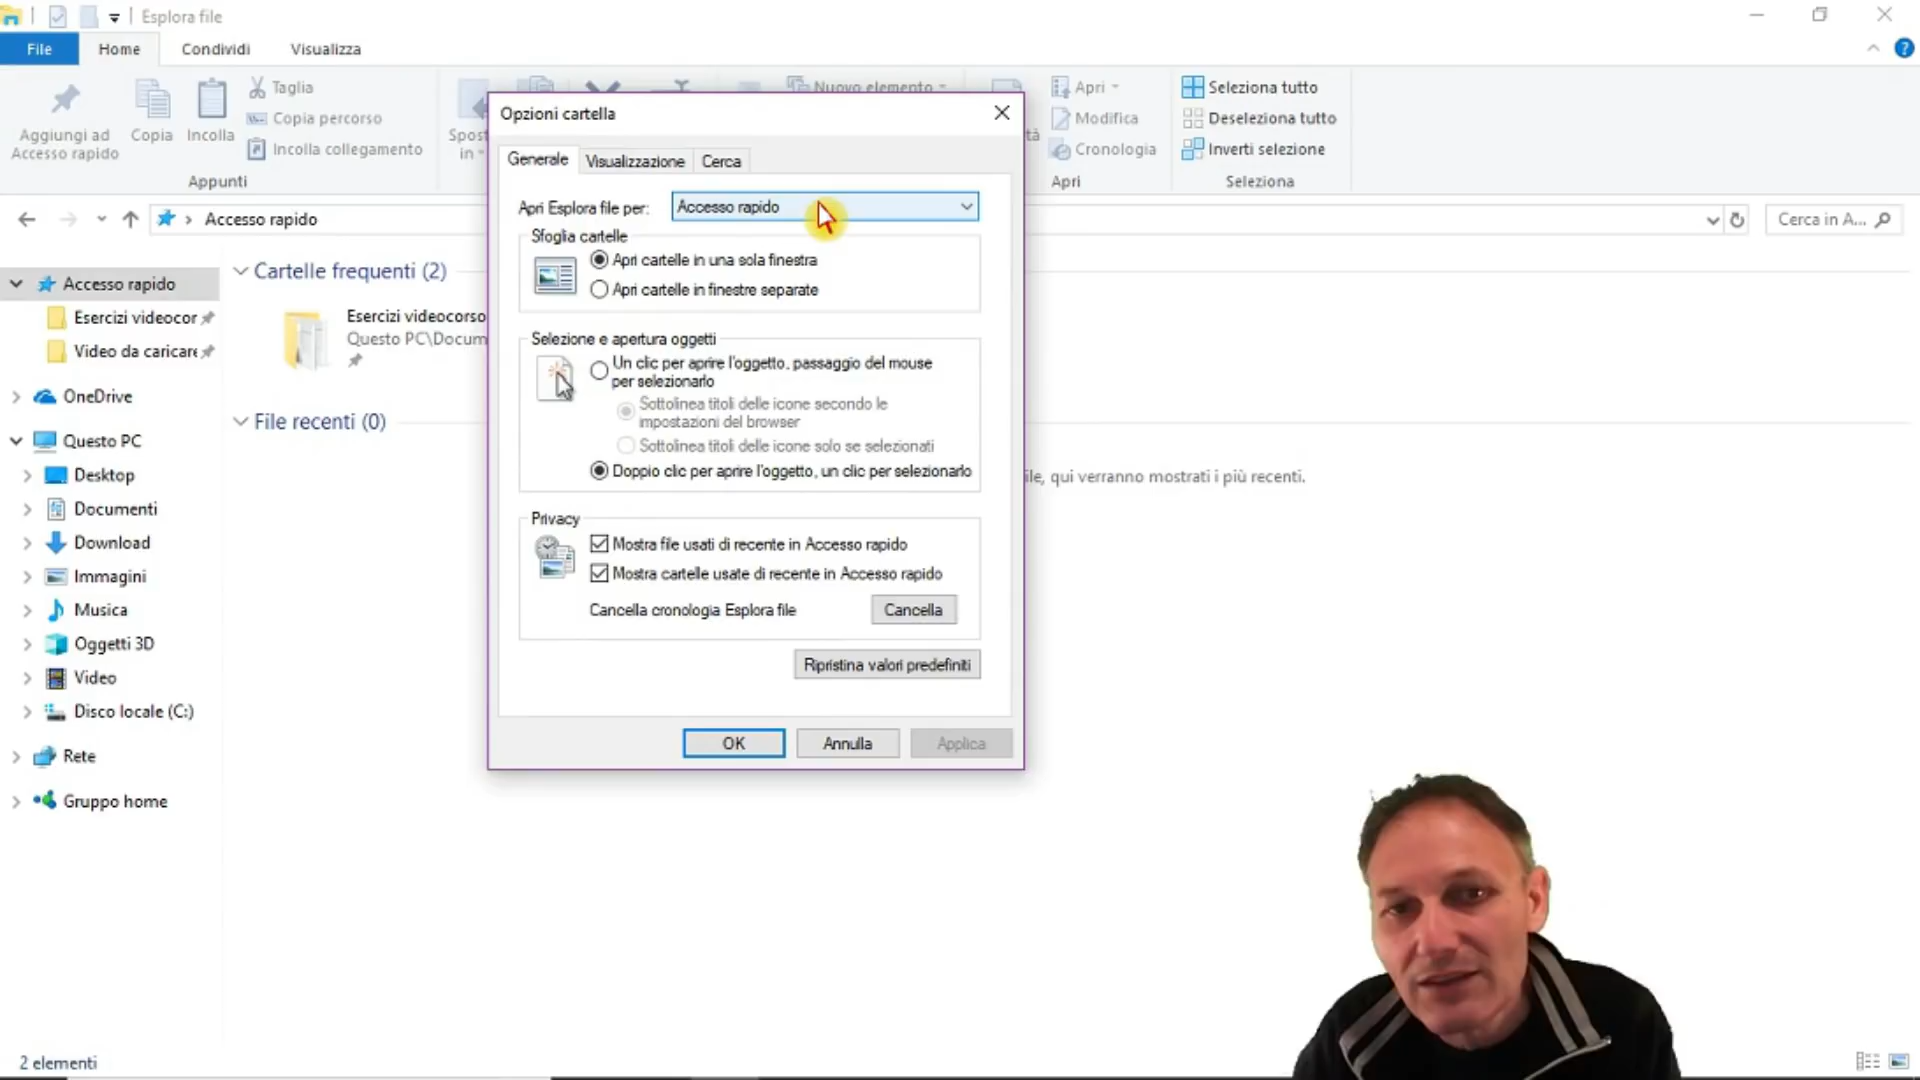 Esplora file
File
Home
Condividi
Visualizza
Aggiungi ad
Accesso rapido
Copia
Incolla
Taglia
Copia percorso
Incolla collegamento
Appunti
Spost
in
Nuovo elemento
tà
Apri
Modifica
Cronologia
Apri
Seleziona tutto
Deseleziona tutto
Inverti selezione
Seleziona
Accesso rapido
Cerca in A...
Accesso rapido
Esercizi videocor
Video da caricare
OneDrive
Questo PC
Desktop
Documenti
Download
Immagini
Musica
Oggetti 3D
Video
Disco locale (C:)
Rete
Gruppo home
Cartelle frequenti (2)
Esercizi videocorso
Questo PC\Docum
File recenti (0)
ile, qui verranno mostrati i più recenti.
Opzioni cartella
Generale
Visualizzazione
Cerca
Apri Esplora file per:
Accesso rapido
Sfoglia cartelle
Apri cartelle in una sola finestra
Apri cartelle in finestre separate
Selezione e apertura oggetti
Un clic per aprire l'oggetto, passaggio del mouse
per selezionarlo
Sottolinea titoli delle icone secondo le
impostazioni del browser
Sottolinea titoli delle icone solo se selezionati
Doppio clic per aprire l'oggetto, un clic per selezionarlo
Privacy
Mostra file usati di recente in Accesso rapido
Mostra cartelle usate di recente in Accesso rapido
Cancella cronologia Esplora file
Cancella
Ripristina valori predefiniti
OK
Annulla
Applica
2 elementi